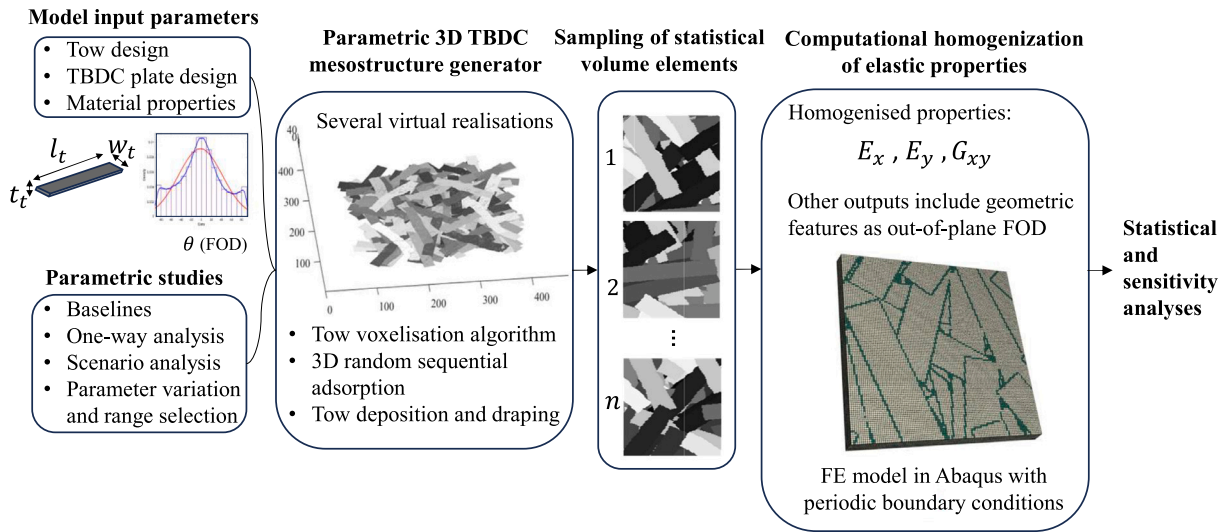 Model input parameters
• Tow design
• TBDC plate design
• Material properties
l_t
w_t
t_t
θ (FOD)
Parametric studies
• Baselines
• One-way analysis
• Scenario analysis
• Parameter variation
and range selection
Parametric 3D TBDC
mesostructure generator
Several virtual realisations
40
0
400
300
200
100
0
100
200
300
400
• Tow voxelisation algorithm
• 3D random sequential
adsorption
• Tow deposition and draping
Sampling of statistical
volume elements
1
2
⋮
n
Computational homogenization
of elastic properties
Homogenised properties:
E_x , E_y , G_xy
Other outputs include geometric
features as out-of-plane FOD
FE model in Abaqus with
periodic boundary conditions
Statistical
and
sensitivity
analyses